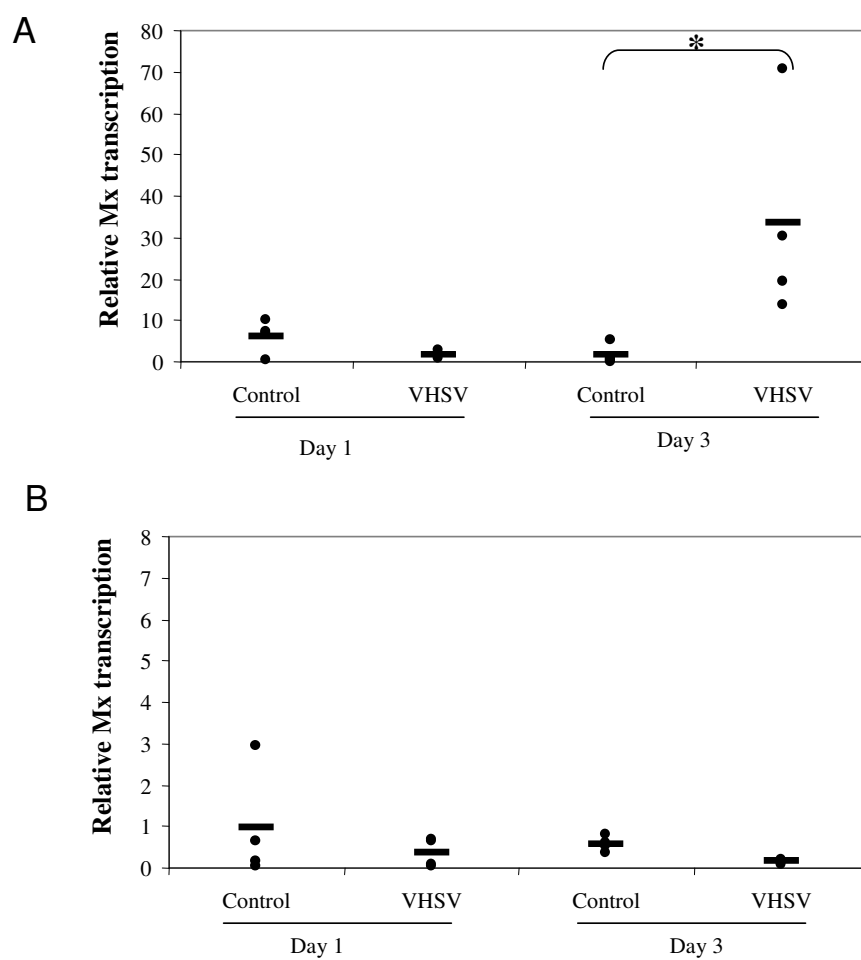 A
Relative Mx transcription
80
70
60
50
40
30
20
10
0
*
Control VHSV Control VHSV
Day 1 Day 3
B
Relative Mx transcription
8
7
6
5
4
3
2
1
0
Control VHSV Control VHSV
Day 1 Day 3